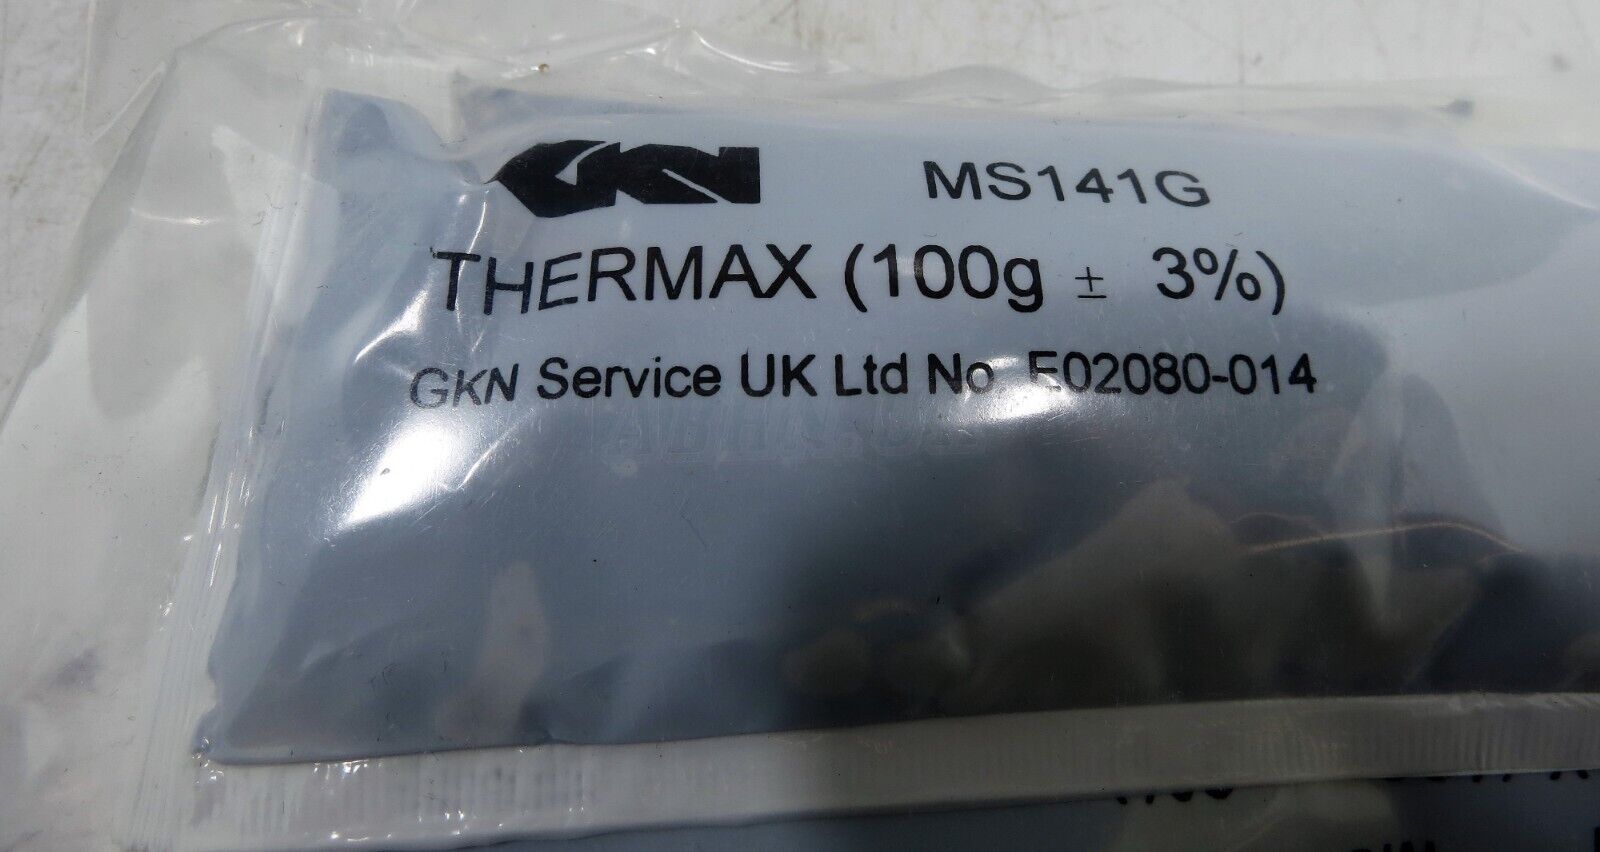 GKN MS141G
THERMAX (100g ± 3%)
GKN Service UK Ltd No. E02080-014